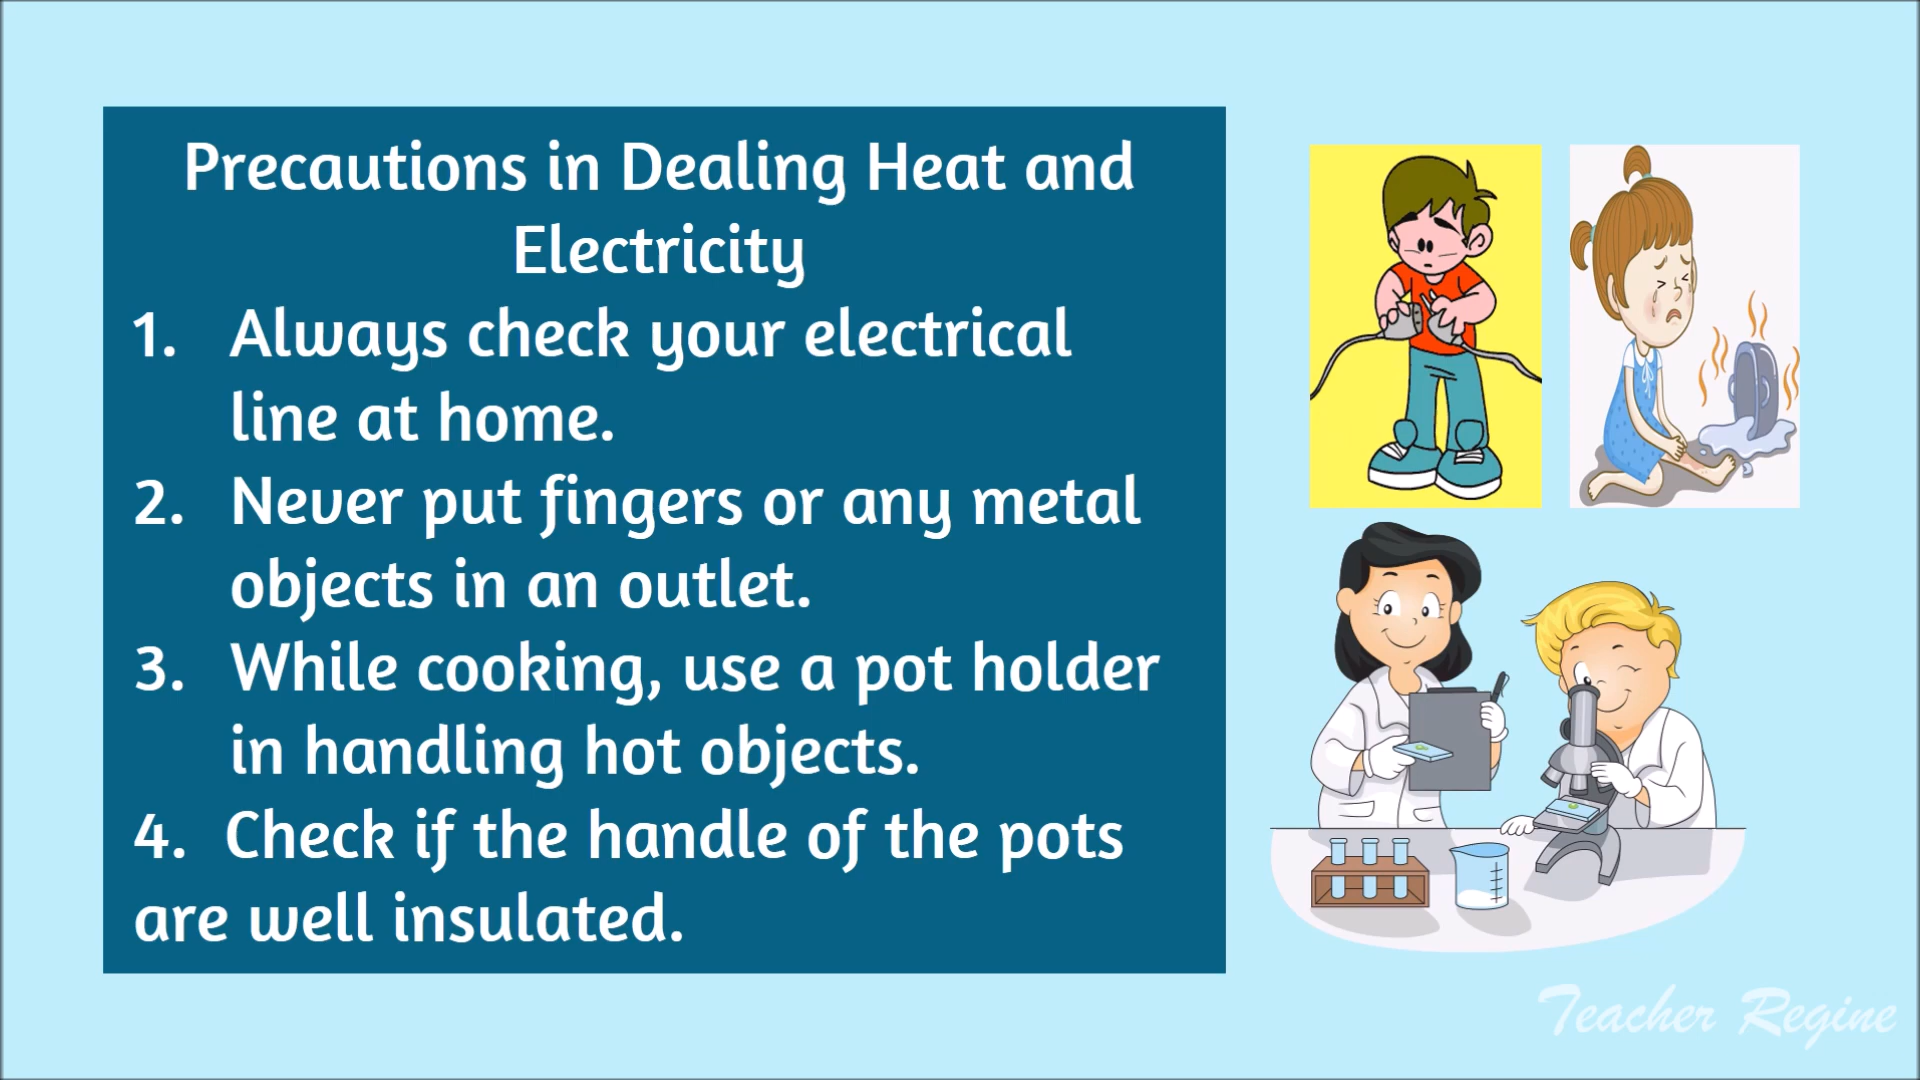 Precautions in Dealing Heat and
Electricity
1. Always check your electrical
line at home.
2. Never put fingers or any metal
objects in an outlet.
3. While cooking, use a pot holder
in handling hot objects.
4. Check if the handle of the pots
are well insulated.
Teacher Regine